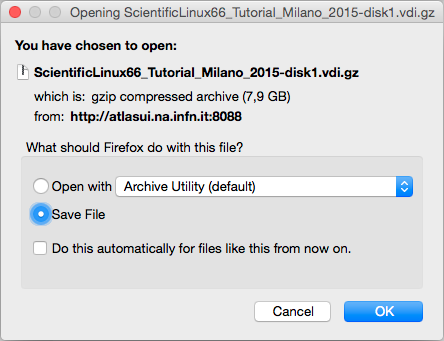 Opening ScientificLinux66_Tutorial_Milano_2015-disk1.vdi.gz
You have chosen to open:
ScientificLinux66_Tutorial_Milano_2015-disk1.vdi.gz
which is: gzip compressed archive (7,9 GB)
from: http://atlasui.na.infn.it:8088
What should Firefox do with this file?
Open with Archive Utility (default)
Save File
Do this automatically for files like this from now on.
Cancel OK